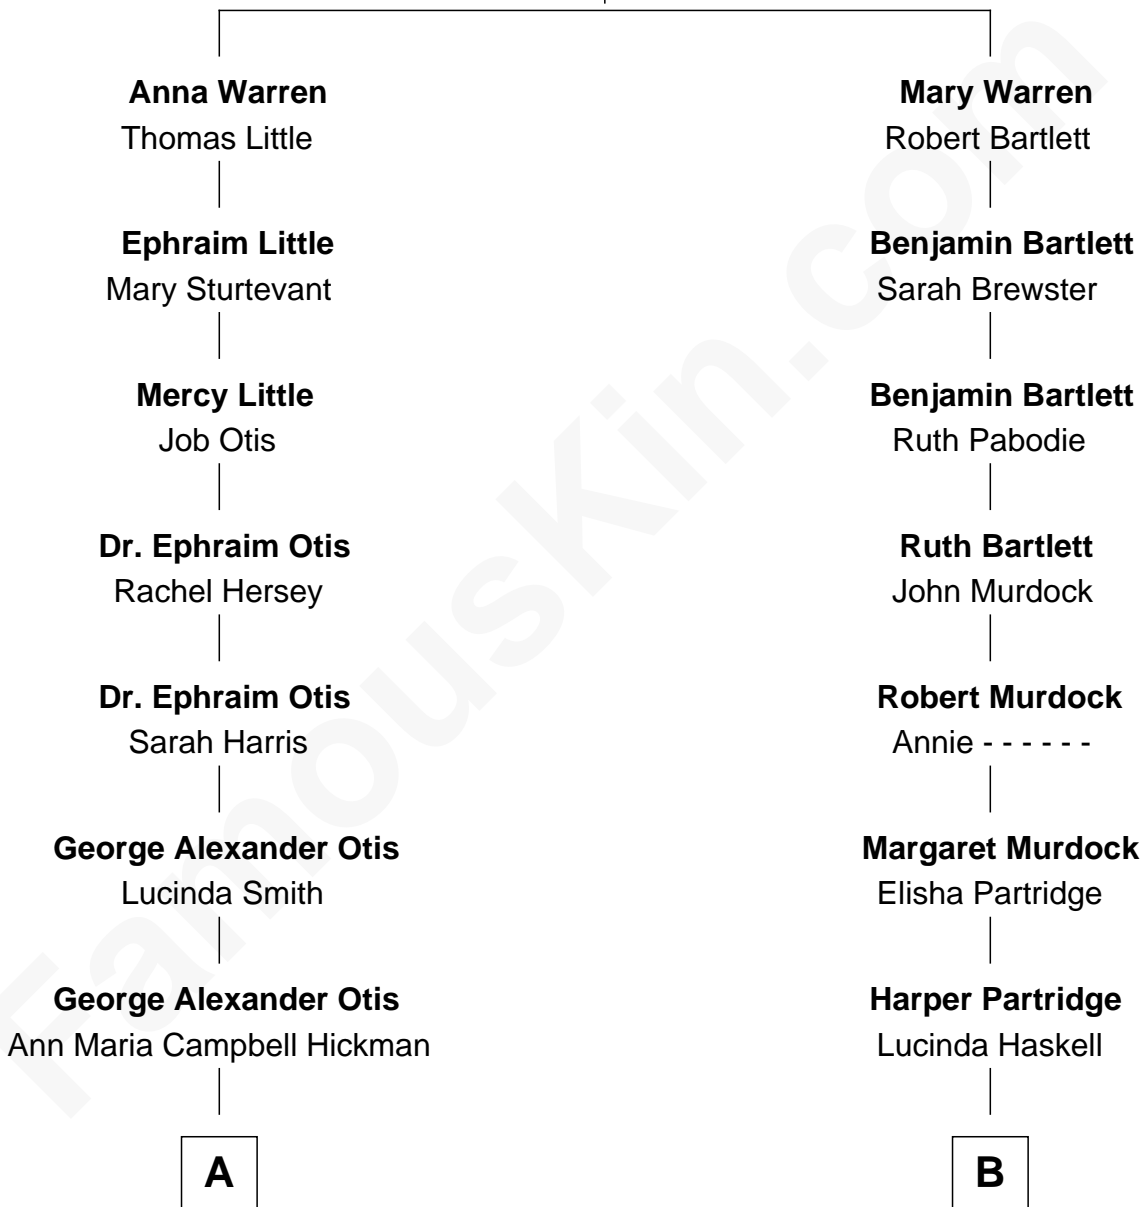 Anna Warren
Thomas Little
Ephraim Little
Mary Sturtevant
Mercy Little
Job Otis
Dr. Ephraim Otis
Rachel Hersey
Dr. Ephraim Otis
Sarah Harris
George Alexander Otis
Lucinda Smith
George Alexander Otis
Ann Maria Campbell Hickman
A
Mary Warren
Robert Bartlett
Benjamin Bartlett
Sarah Brewster
Benjamin Bartlett
Ruth Pabodie
Ruth Bartlett
John Murdock
Robert Murdock
Annie - - - - - -
Margaret Murdock
Elisha Partridge
Harper Partridge
Lucinda Haskell
B
FamousKin.com